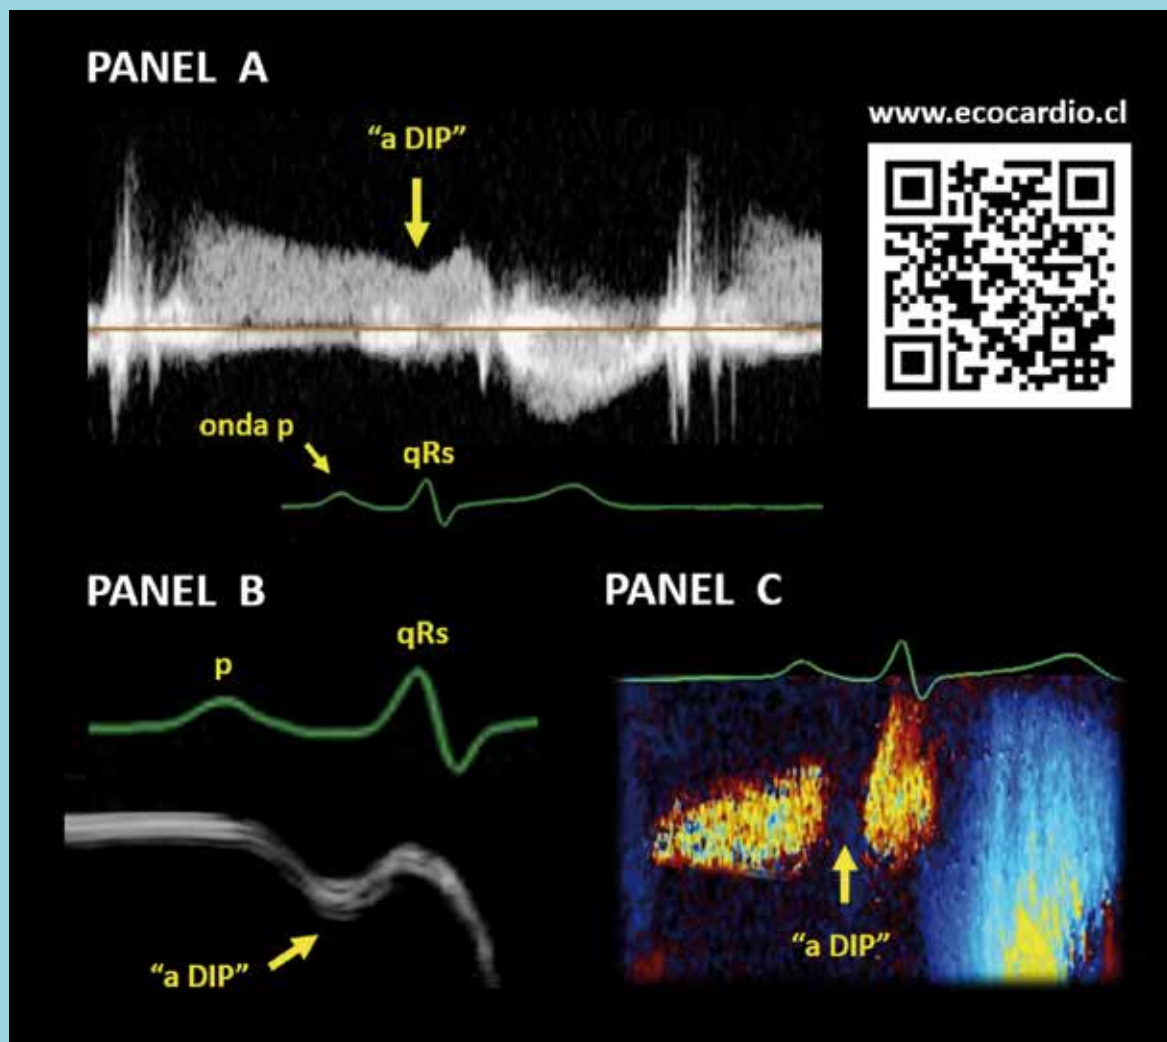 PANEL A
"a DIP"
www.ecocardio.cl
onda p
qRs
PANEL B
p
qRs
"a DIP"
PANEL C
"a DIP"